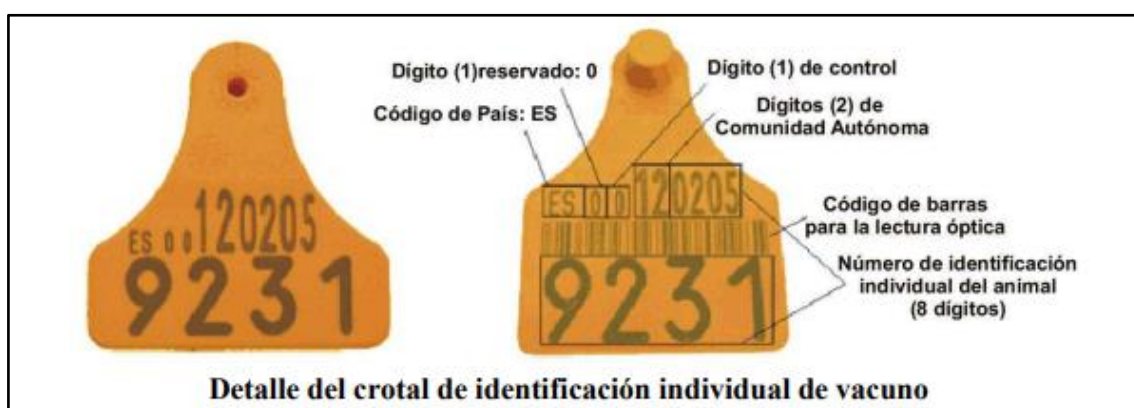 ES 0 0 120205
9231
Dígito (1)reservado: 0
Código de País: ES
Dígito (1) de control
Dígitos (2) de
Comunidad Autónoma
ES 0 0 120205
9231
Código de barras
para la lectura óptica
Número de identificación
individual del animal
(8 dígitos)
Detalle del crotal de identificación individual de vacuno